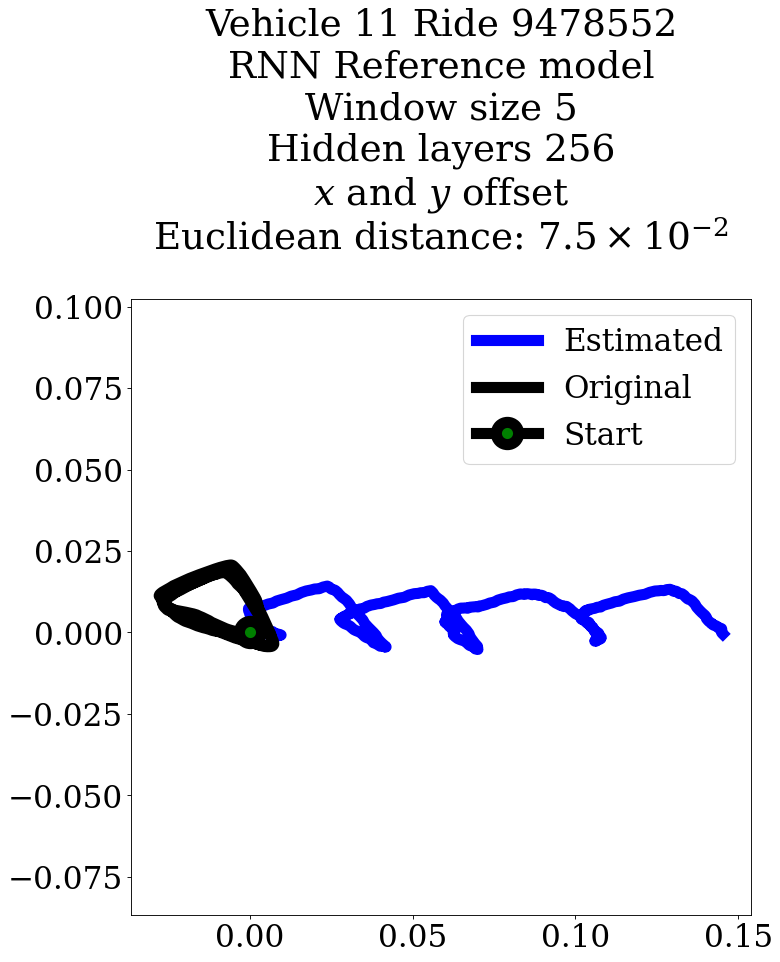 Vehicle 11 Ride 9478552
RNN Reference model
Window size 5
Hidden layers 256
x and y offset
Euclidean distance: 7.5 × 10⁻²
Estimated
Original
Start
0.100
0.075
0.050
0.025
0.000
−0.025
−0.050
−0.075
0.00 0.05 0.10 0.15